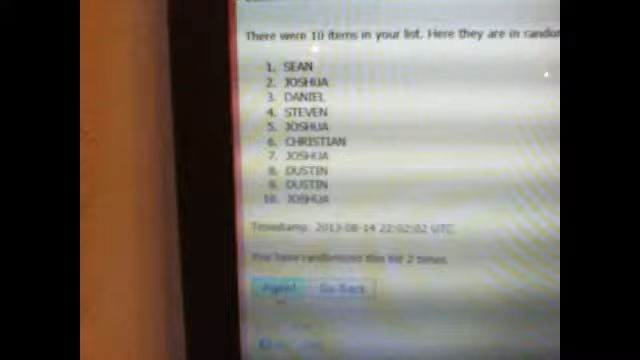 There were 10 items in your list. Here they are in rando
1. SEAN
2. JOSHUA
3. DANIEL
4. STEVEN
5. JOSHUA
6. CHRISTIAN
7. JOSHUA
8. DUSTIN
9. DUSTIN
10. JOSHUA
Timestamp: 2013-08-14 22:02:02 UTC
You have randomized this list 2 times.
Again! Go Back